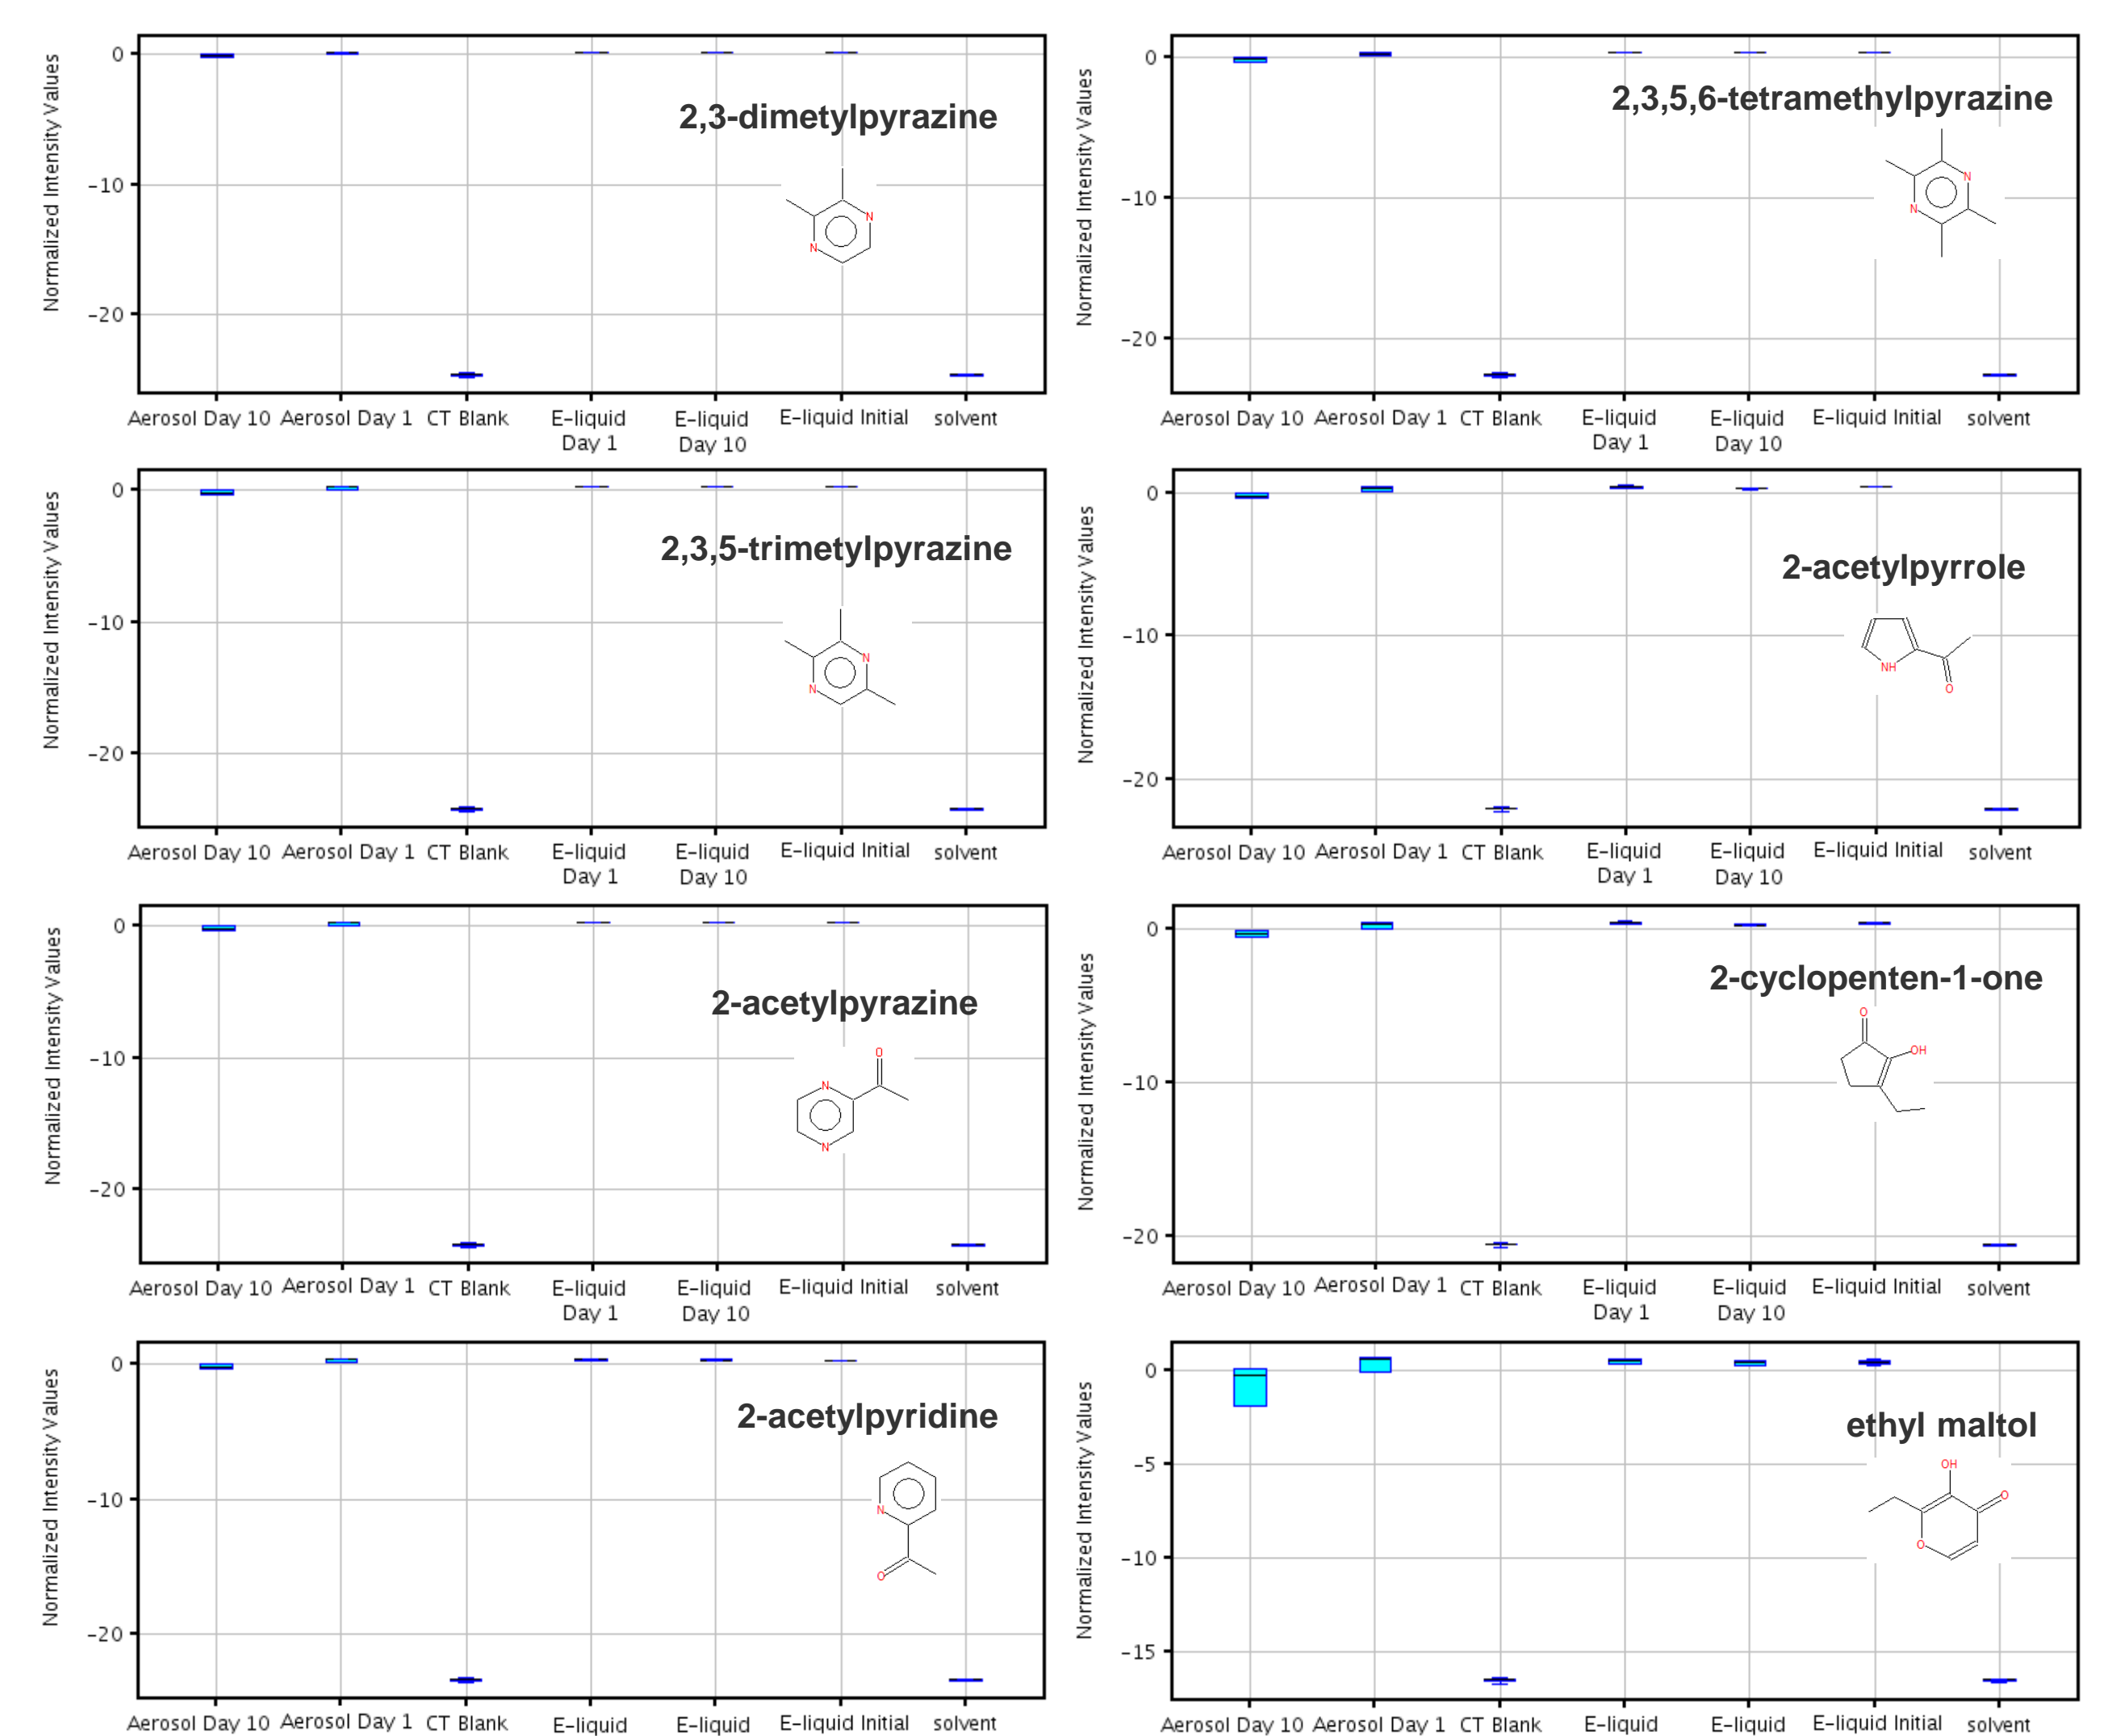 Normalized Intensity Values
0
−10
−20
2,3-dimetylpyrazine
N
N
Aerosol Day 10 Aerosol Day 1 CT Blank E−liquid Day 1 E−liquid Day 10 E−liquid Initial solvent
Normalized Intensity Values
0
−10
−20
2,3,5,6-tetramethylpyrazine
N
N
Aerosol Day 10 Aerosol Day 1 CT Blank E−liquid Day 1 E−liquid Day 10 E−liquid Initial solvent
Normalized Intensity Values
0
−10
−20
2,3,5-trimetylpyrazine
N
N
Aerosol Day 10 Aerosol Day 1 CT Blank E−liquid Day 1 E−liquid Day 10 E−liquid Initial solvent
Normalized Intensity Values
0
−10
−20
2-acetylpyrrole
NH
O
Aerosol Day 10 Aerosol Day 1 CT Blank E−liquid Day 1 E−liquid Day 10 E−liquid Initial solvent
Normalized Intensity Values
0
−10
−20
2-acetylpyrazine
O
N
N
Aerosol Day 10 Aerosol Day 1 CT Blank E−liquid Day 1 E−liquid Day 10 E−liquid Initial solvent
Normalized Intensity Values
0
−10
−20
2-cyclopenten-1-one
O
OH
Aerosol Day 10 Aerosol Day 1 CT Blank E−liquid Day 1 E−liquid Day 10 E−liquid Initial solvent
Normalized Intensity Values
0
−10
−20
2-acetylpyridine
N
O
Aerosol Day 10 Aerosol Day 1 CT Blank E−liquid E−liquid E−liquid Initial solvent
Normalized Intensity Values
0
−5
−10
−15
ethyl maltol
OH
O
O
Aerosol Day 10 Aerosol Day 1 CT Blank E−liquid E−liquid E−liquid Initial solvent